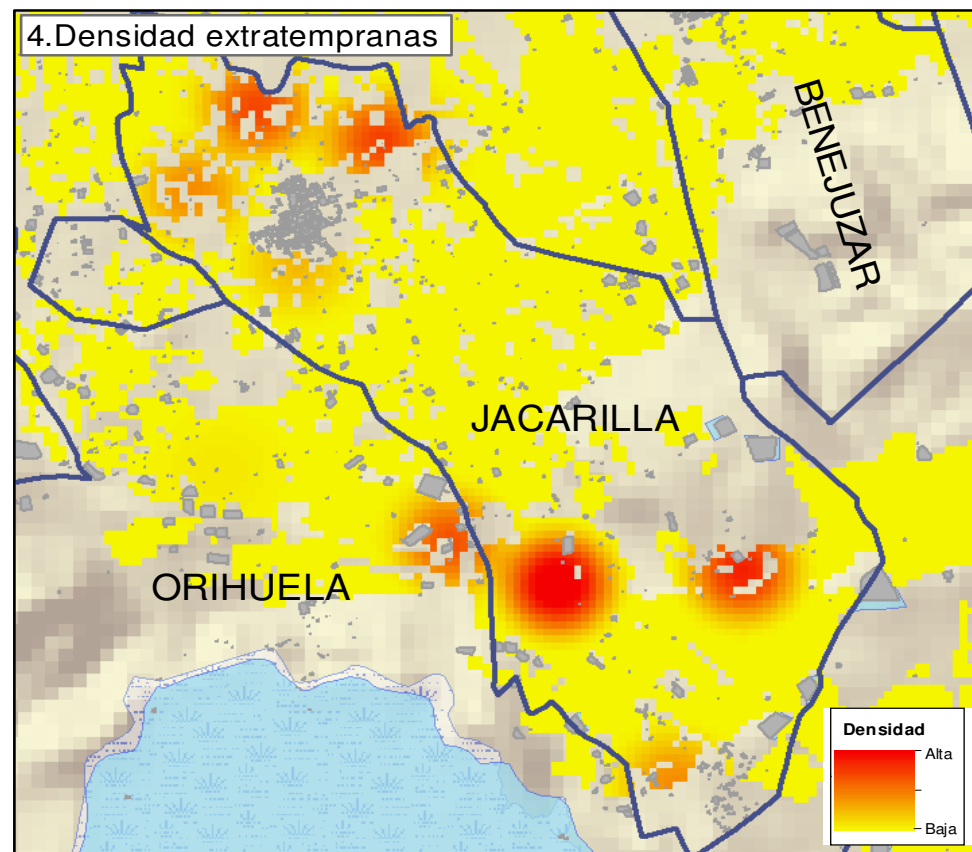 4.Densidad extratempranas
BENEJUZAR
JACARILLA
ORIHUELA
Densidad
Alta
Baja